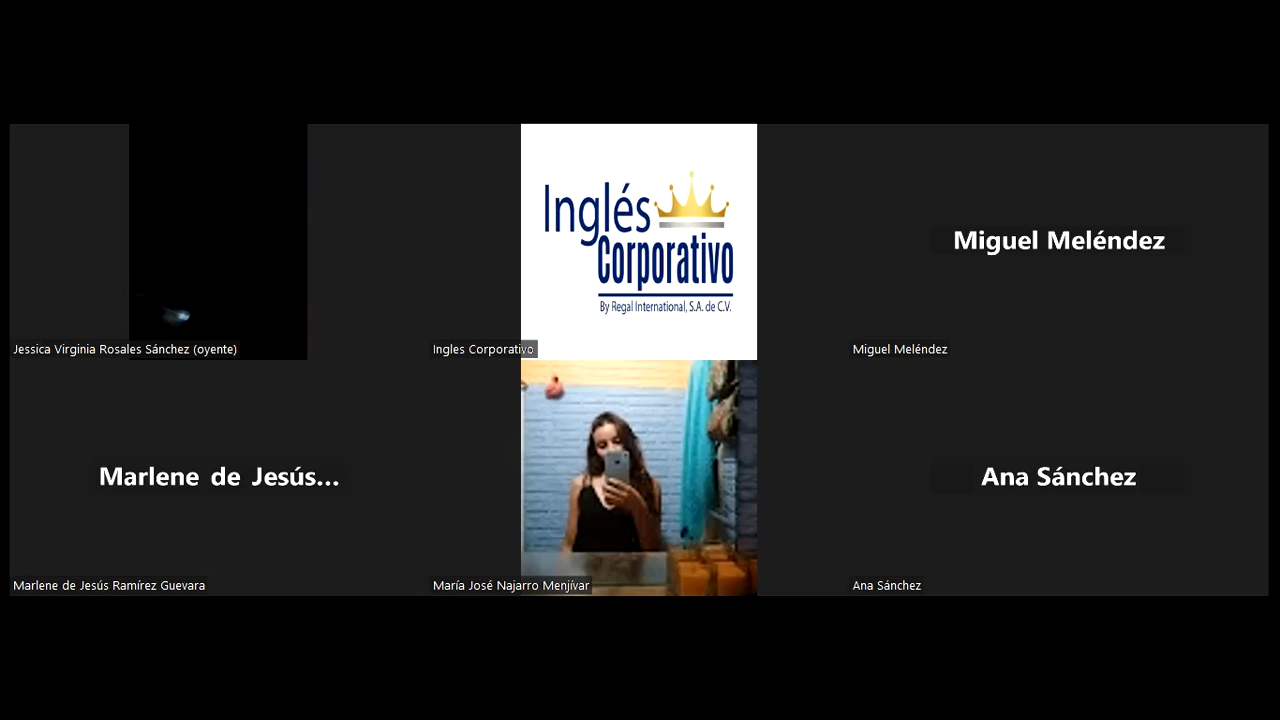 Inglés
Corporativo
By Regal International, S.A. de C.V.
Miguel Meléndez
Jessica Virginia Rosales Sánchez (oyente)
Ingles Corporativo
Miguel Meléndez
Marlene de Jesús...
Ana Sánchez
Marlene de Jesús Ramírez Guevara
María José Najarro Menjívar
Ana Sánchez